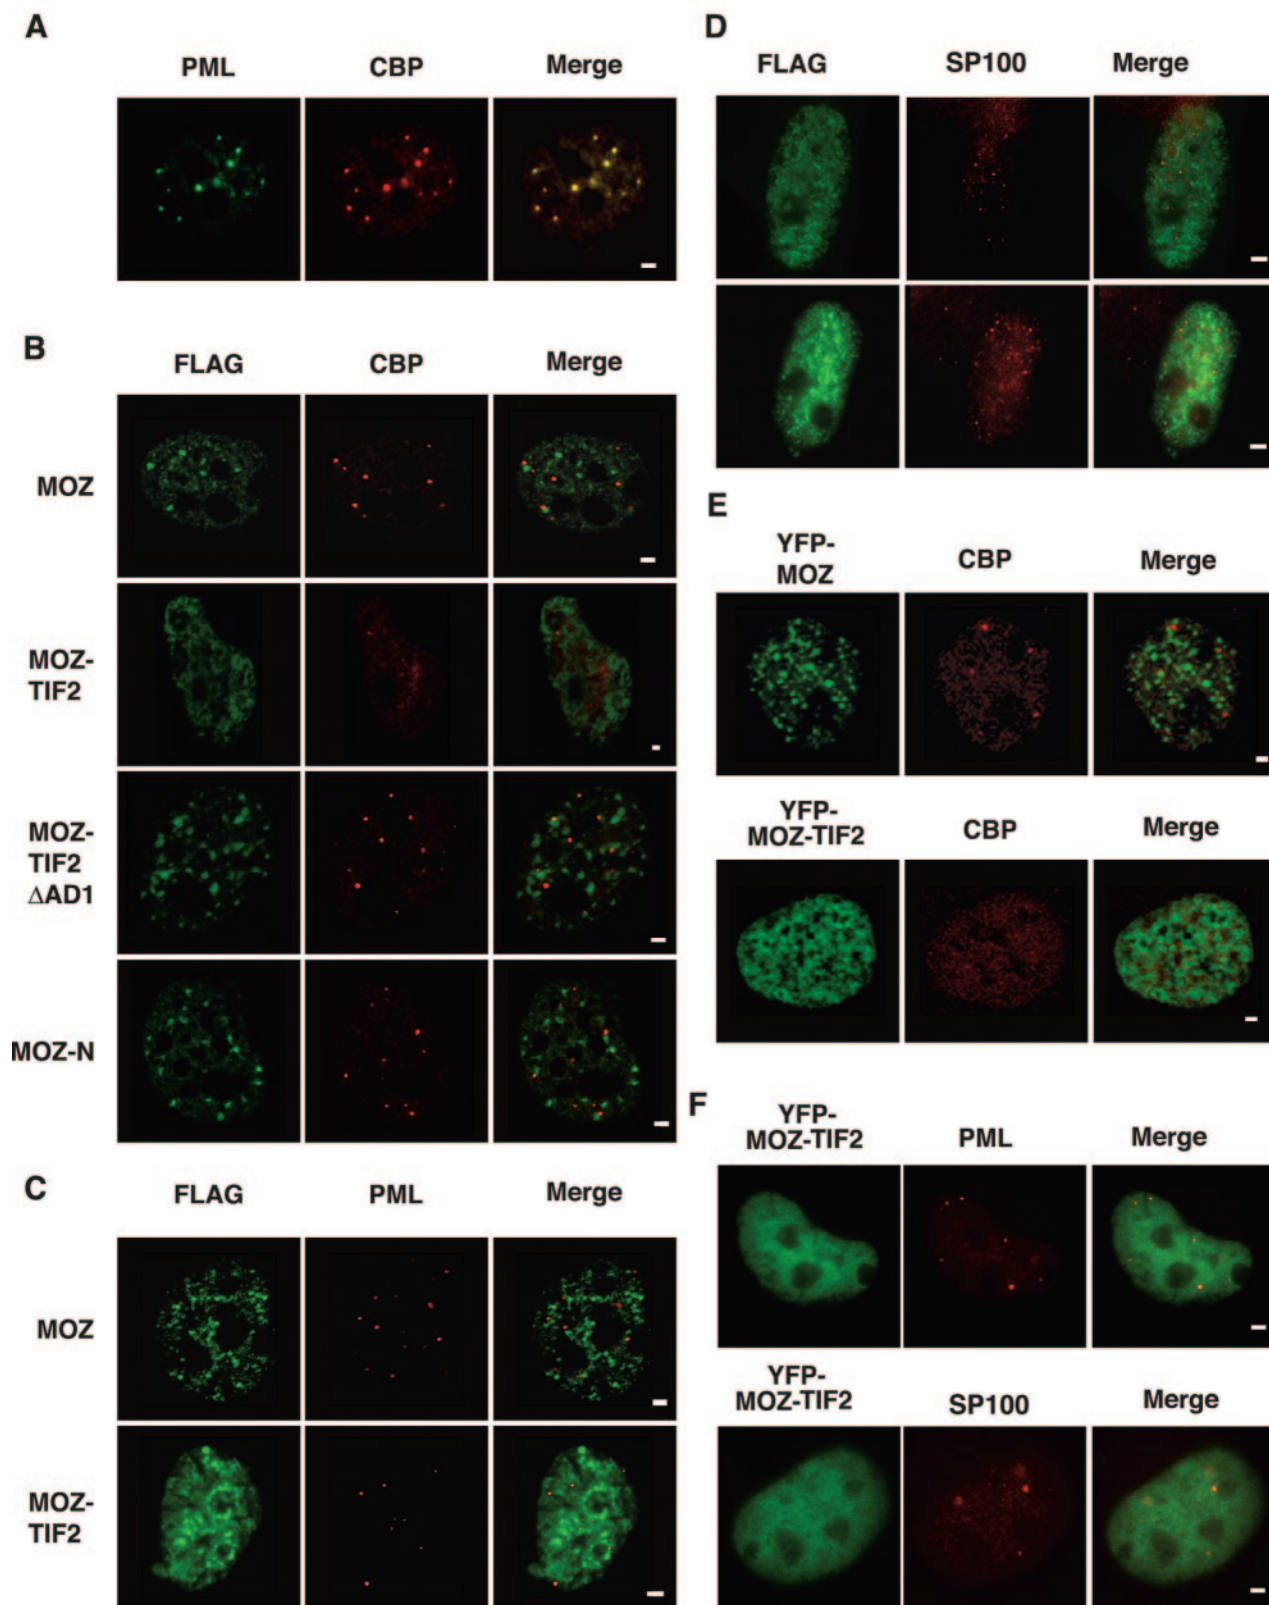 A
PML CBP Merge
B
FLAG CBP Merge
MOZ
MOZ-
TIF2
MOZ-
TIF2
ΔAD1
MOZ-N
C
FLAG PML Merge
MOZ
MOZ-
TIF2
D
FLAG SP100 Merge
E
YFP-
MOZ CBP Merge
YFP-
MOZ-TIF2 CBP Merge
F
YFP-
MOZ-TIF2 PML Merge
YFP-
MOZ-TIF2 SP100 Merge